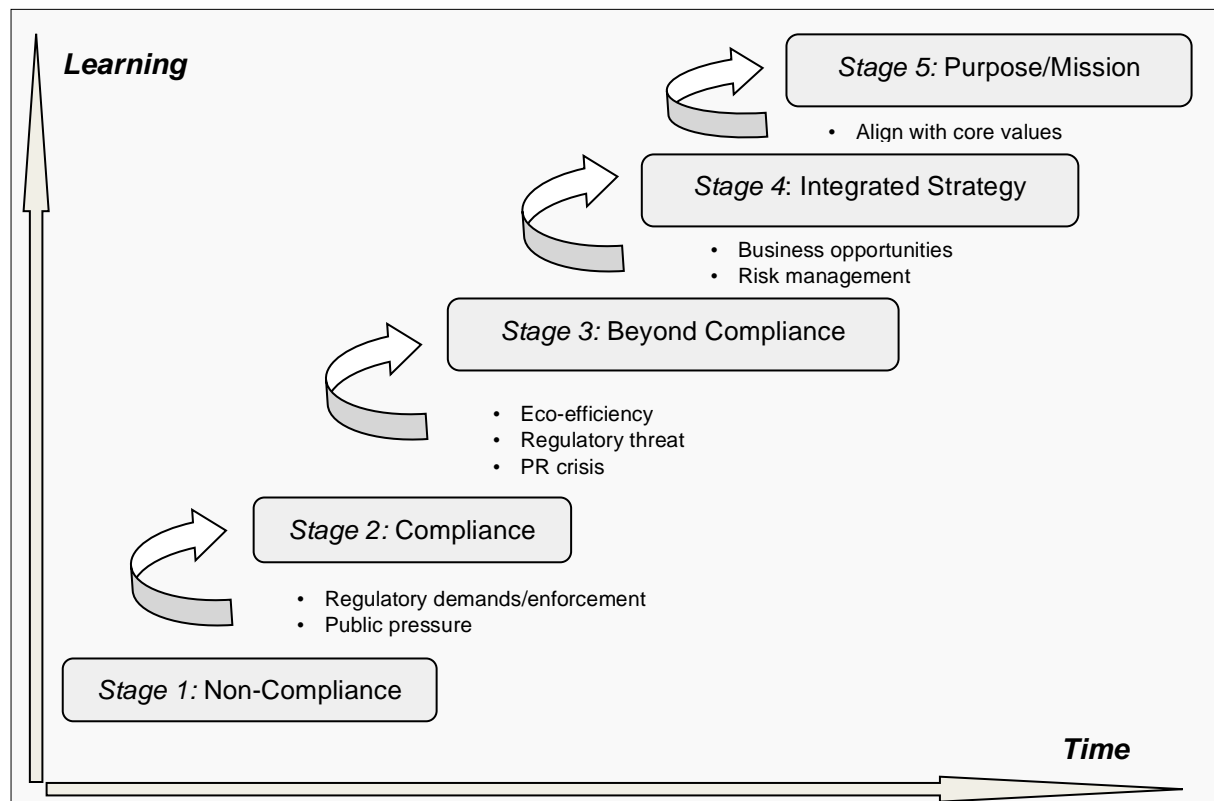 Learning
Stage 5: Purpose/Mission
• Align with core values
Stage 4: Integrated Strategy
• Business opportunities
• Risk management
Stage 3: Beyond Compliance
• Eco-efficiency
• Regulatory threat
• PR crisis
Stage 2: Compliance
• Regulatory demands/enforcement
• Public pressure
Stage 1: Non-Compliance
Time